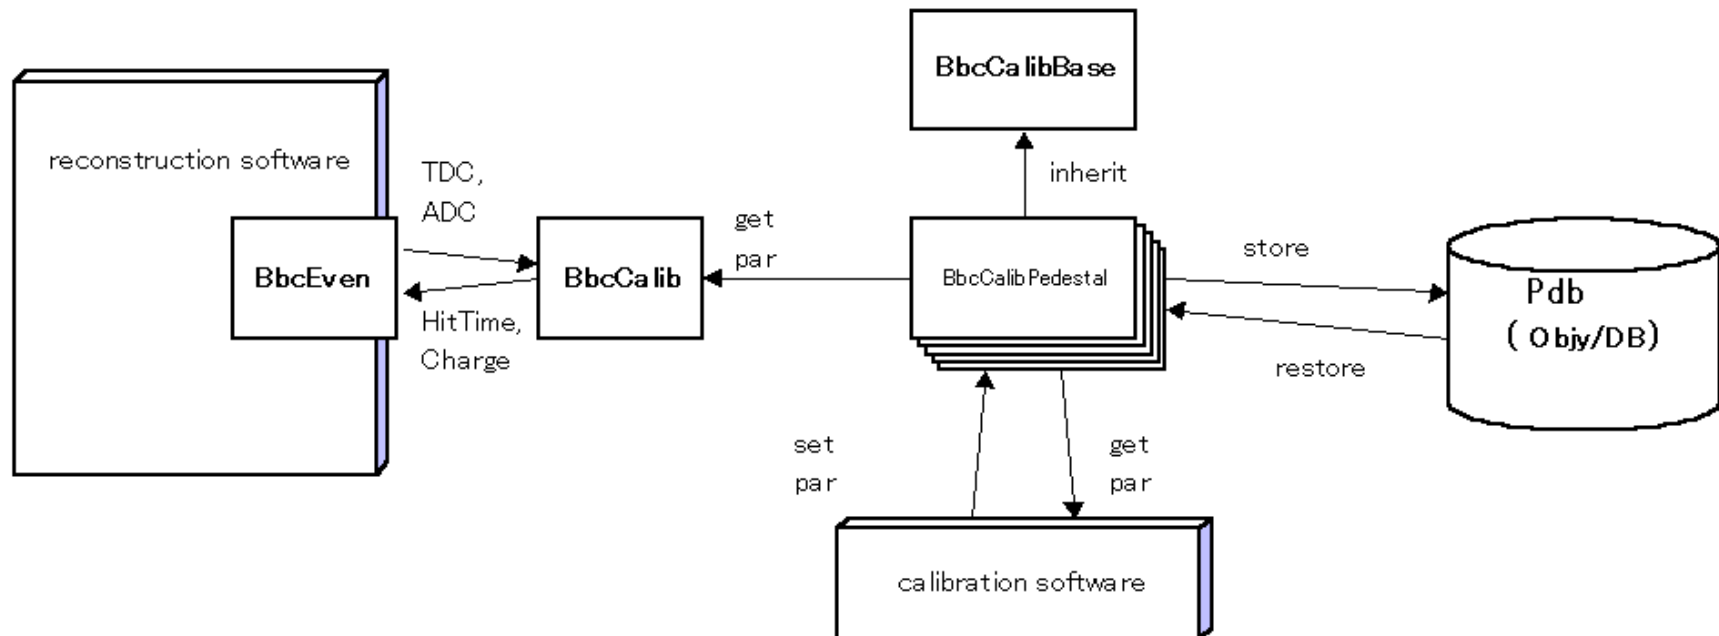 BbcCalibBase
reconstruction software
TDC,
ADC
inherit
get
par
store
BbcEven
BbcCalib
BbcCalibPedestal
Pdb
( Objy/DB)
HitTime,
Charge
restore
set
par
get
par
calibration software